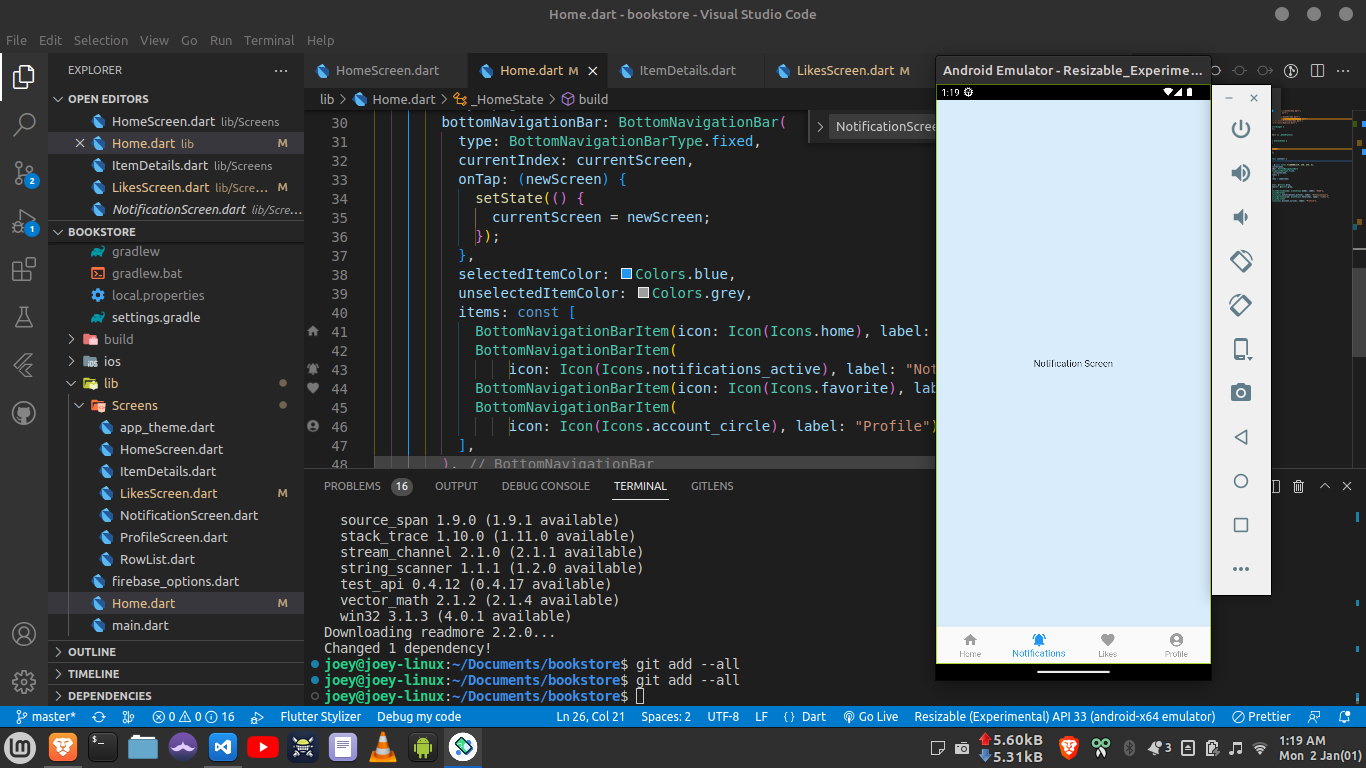 Home.dart - bookstore - Visual Studio Code
File Edit Selection View Go Run Terminal Help
EXPLORER
OPEN EDITORS
HomeScreen.dart lib/Screens
Home.dart lib M
ItemDetails.dart lib/Screens
LikesScreen.dart lib/Scre... M
NotificationScreen.dart lib/Scre...
BOOKSTORE
gradlew
gradlew.bat
local.properties
settings.gradle
build
ios
lib
Screens
app_theme.dart
HomeScreen.dart
ItemDetails.dart
LikesScreen.dart M
NotificationScreen.dart
ProfileScreen.dart
RowList.dart
firebase_options.dart
Home.dart M
main.dart
OUTLINE
TIMELINE
DEPENDENCIES
2
1
HomeScreen.dart Home.dart M ItemDetails.dart LikesScreen.dart M
lib > Home.dart > _HomeState > build
NotificationScree
30 bottomNavigationBar: BottomNavigationBar(
31 type: BottomNavigationBarType.fixed,
32 currentIndex: currentScreen,
33 onTap: (newScreen) {
34 setState(() {
35 currentScreen = newScreen;
36 });
37 },
38 selectedItemColor: Colors.blue,
39 unselectedItemColor: Colors.grey,
40 items: const [
41 BottomNavigationBarItem(icon: Icon(Icons.home), label:
42 BottomNavigationBarItem(
43 icon: Icon(Icons.notifications_active), label: "Not
44 BottomNavigationBarItem(icon: Icon(Icons.favorite), lab
45 BottomNavigationBarItem(
46 icon: Icon(Icons.account_circle), label: "Profile")
47 ],
48 ), // BottomNavigationBar
PROBLEMS 16 OUTPUT DEBUG CONSOLE TERMINAL GITLENS
source_span 1.9.0 (1.9.1 available)
stack_trace 1.10.0 (1.11.0 available)
stream_channel 2.1.0 (2.1.1 available)
string_scanner 1.1.1 (1.2.0 available)
test_api 0.4.12 (0.4.17 available)
vector_math 2.1.2 (2.1.4 available)
win32 3.1.3 (4.0.1 available)
Downloading readmore 2.2.0...
Changed 1 dependency!
joey@joey-linux:~/Documents/bookstore$ git add --all
joey@joey-linux:~/Documents/bookstore$ git add --all
joey@joey-linux:~/Documents/bookstore$
Android Emulator - Resizable_Experime...
1:19
Notification Screen
Home Notifications Likes Profile
master* 0 0 16 Flutter Stylizer Debug my code Ln 26, Col 21 Spaces: 2 UTF-8 LF { } Dart Go Live Resizable (Experimental) API 33 (android-x64 emulator) Prettier
5.60kB
5.31kB
3
1:19 AM
Mon 2 Jan(01)